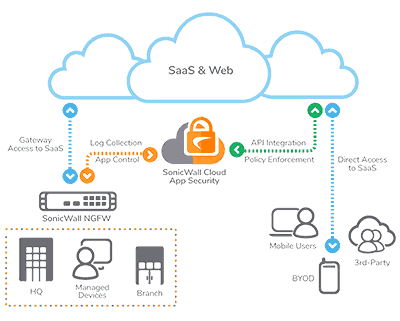 SaaS & Web
Gateway
Access to SaaS
Log Collection
App Control
SonicWall Cloud
App Security
API Integration
Policy Enforcement
Direct Access
to SaaS
SonicWall NGFW
HQ
Managed
Devices
Branch
Mobile Users
BYOD
3rd-Party